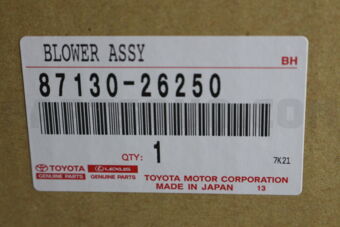 BLOWER ASSY
BH
87130-26250
QTY: 1
7K21
TOYOTA LEXUS
GENUINE PARTS GENUINE PARTS
TOYOTA MOTOR CORPORATION
MADE IN JAPAN 13